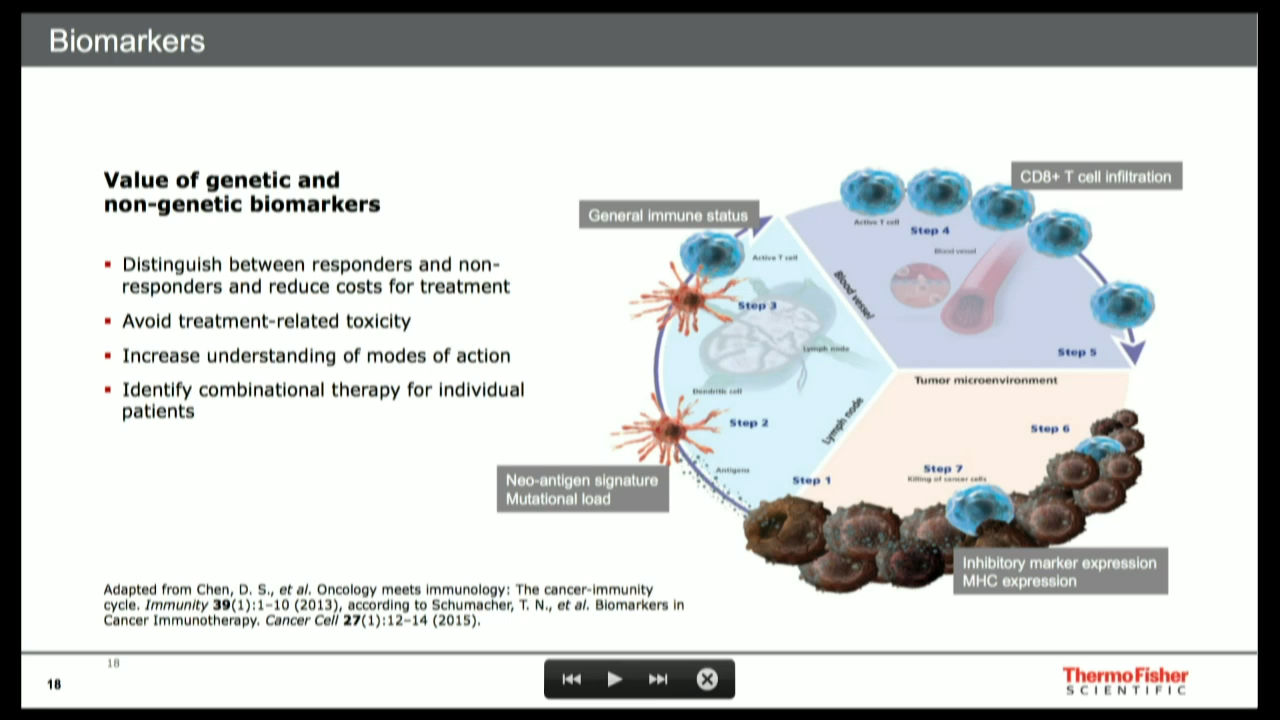 Biomarkers
Value of genetic and
non-genetic biomarkers
Distinguish between responders and non-
responders and reduce costs for treatment
Avoid treatment-related toxicity
Increase understanding of modes of action
Identify combinational therapy for individual
patients
General immune status
CD8+ T cell infiltration
Active T cell
Step 4
Blood vessel
Active T cell
Step 3
Blood vessel
Lymph node
Step 5
Tumor microenvironment
Dendritic cell
Step 2
Lymph node
Step 6
Antigens
Step 1
Step 7
Killing of cancer cells
Neo-antigen signature
Mutational load
Inhibitory marker expression
MHC expression
Adapted from Chen, D. S., et al. Oncology meets immunology: The cancer-immunity
cycle. Immunity 39(1):1–10 (2013), according to Schumacher, T. N., et al. Biomarkers in
Cancer Immunotherapy. Cancer Cell 27(1):12–14 (2015).
18
18
ThermoFisher
SCIENTIFIC